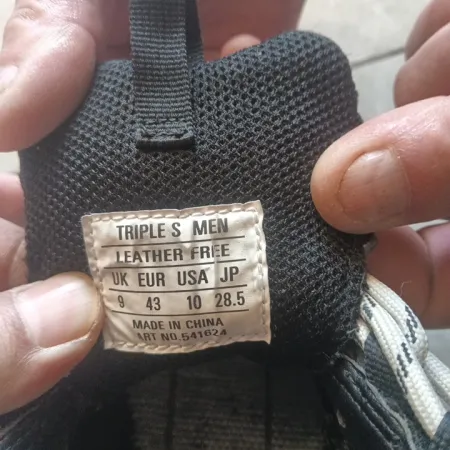 TRIPLE S MEN
LEATHER FREE
UK EUR USA JP
9 43 10 28.5
MADE IN CHINA
ART NO.541624